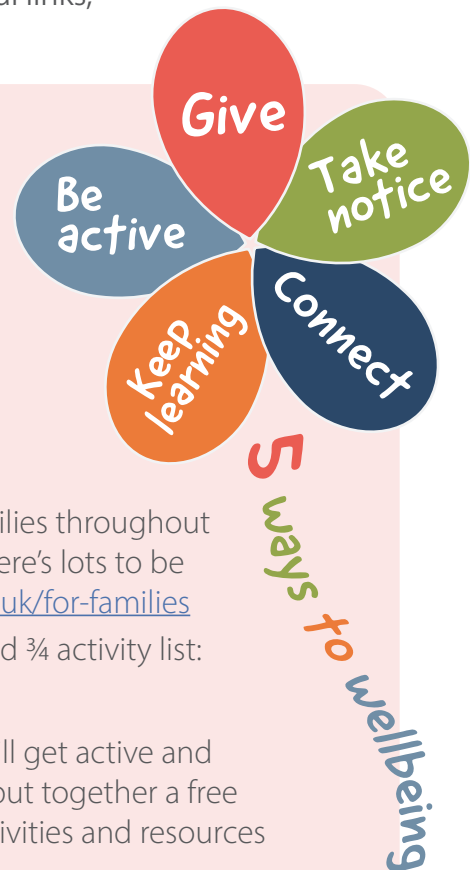 Give
Take
notice
Be
active
Connect
Keep
learning
5 ways to wellbeing
throughout
ere's lots to be
uk/for-families
d ¾ activity list:
ll get active and
out together a free
ivities and resources